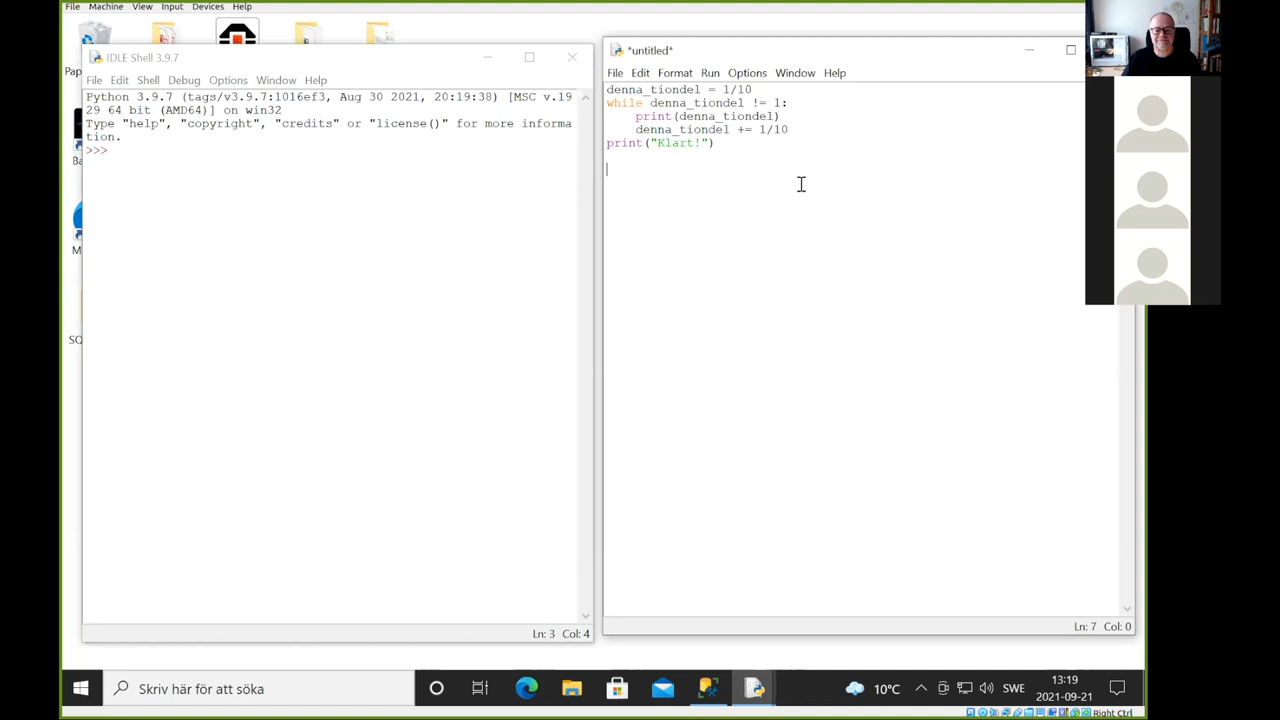 File Machine View Input Devices Help
IDLE Shell 3.9.7
File Edit Shell Debug Options Window Help
Python 3.9.7 (tags/v3.9.7:1016ef3, Aug 30 2021, 20:19:38) [MSC v.19
29 64 bit (AMD64)] on win32
Type "help", "copyright", "credits" or "license()" for more informa
tion.
>>>
Ln: 3 Col: 4
*untitled*
File Edit Format Run Options Window Help
denna_tiondel = 1/10
while denna_tiondel != 1:
    print(denna_tiondel)
    denna_tiondel += 1/10
print("Klart!")
Ln: 7 Col: 0
Pap
Ba
M
SQ
Skriv här för att söka
10°C
SWE
13:19
2021-09-21
Right Ctrl